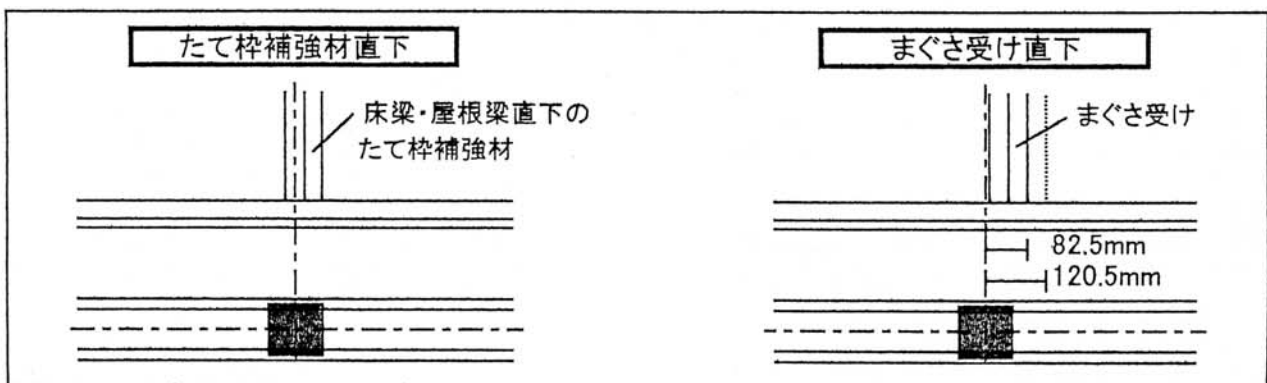 たて枠補強材直下
床梁・屋根梁直下の
たて枠補強材
まぐさ受け直下
まぐさ受け
82.5mm
120.5mm